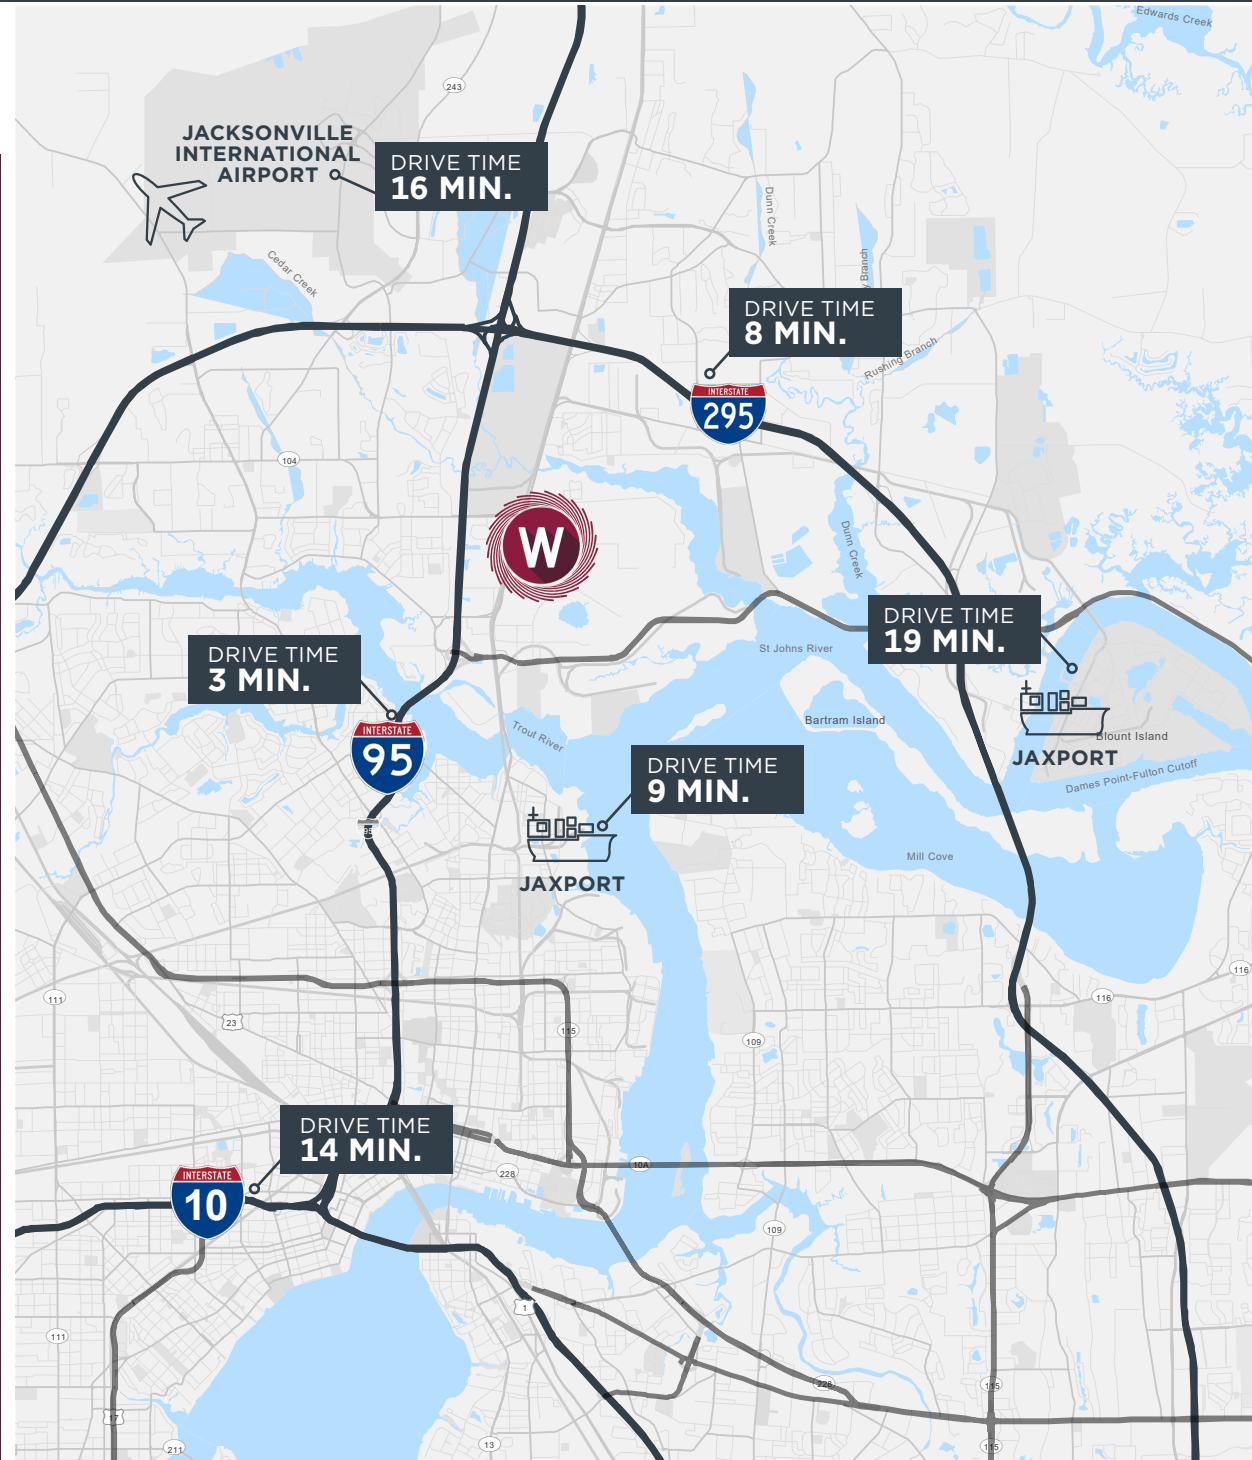 Edwards Creek
243
JACKSONVILLE
INTERNATIONAL
AIRPORT
DRIVE TIME
16 MIN.
Dunn Creek
Cedar Creek
Branch
DRIVE TIME
8 MIN.
Rushing Branch
INTERSTATE
295
104
W
Dunn Creek
DRIVE TIME
19 MIN.
St Johns River
DRIVE TIME
3 MIN.
Bartram Island
Trout River
INTERSTATE
95
Blount Island
JAXPORT
DRIVE TIME
9 MIN.
Dames Point-Fulton Cutoff
95
Mill Cove
JAXPORT
116
111
116
23
115
109
DRIVE TIME
14 MIN.
228
10A
INTERSTATE
10
109
1
111
228
115
17
211
13
115